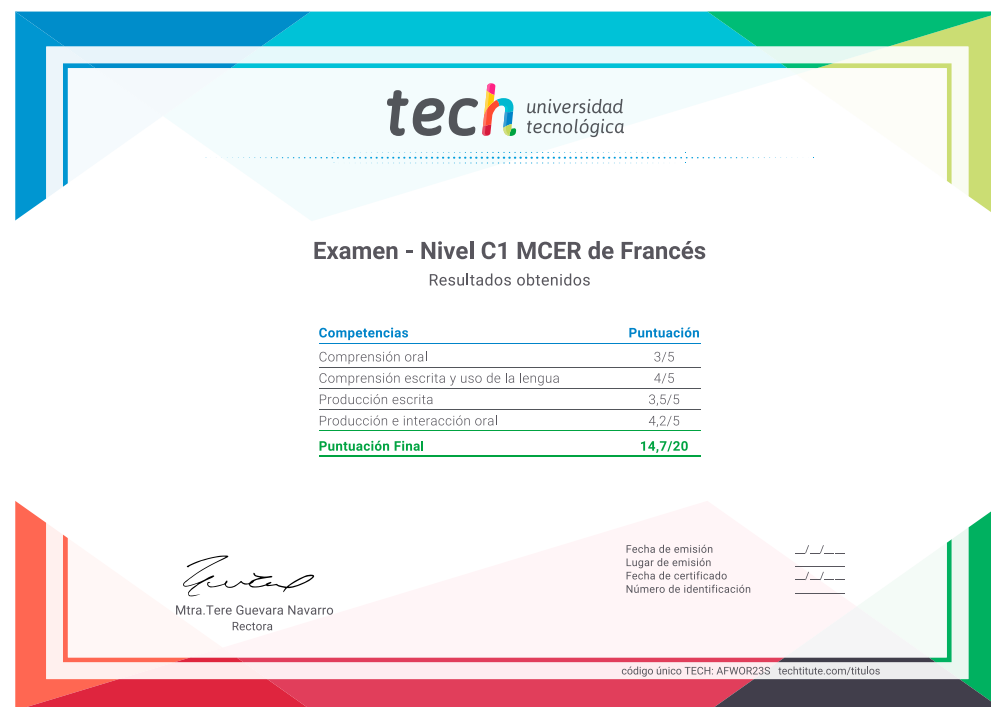 tech universidad
tecnológica
Examen - Nivel C1 MCER de Francés
Resultados obtenidos
Competencias Puntuación
Comprensión oral 3/5
Comprensión escrita y uso de la lengua 4/5
Producción escrita 3,5/5
Producción e interacción oral 4,2/5
Puntuación Final 14,7/20
Fecha de emisión __/__/____
Lugar de emisión ________
Fecha de certificado __/__/____
Número de identificación ________
Mtra.Tere Guevara Navarro
Rectora
código único TECH: AFWOR23S techtitute.com/titulos